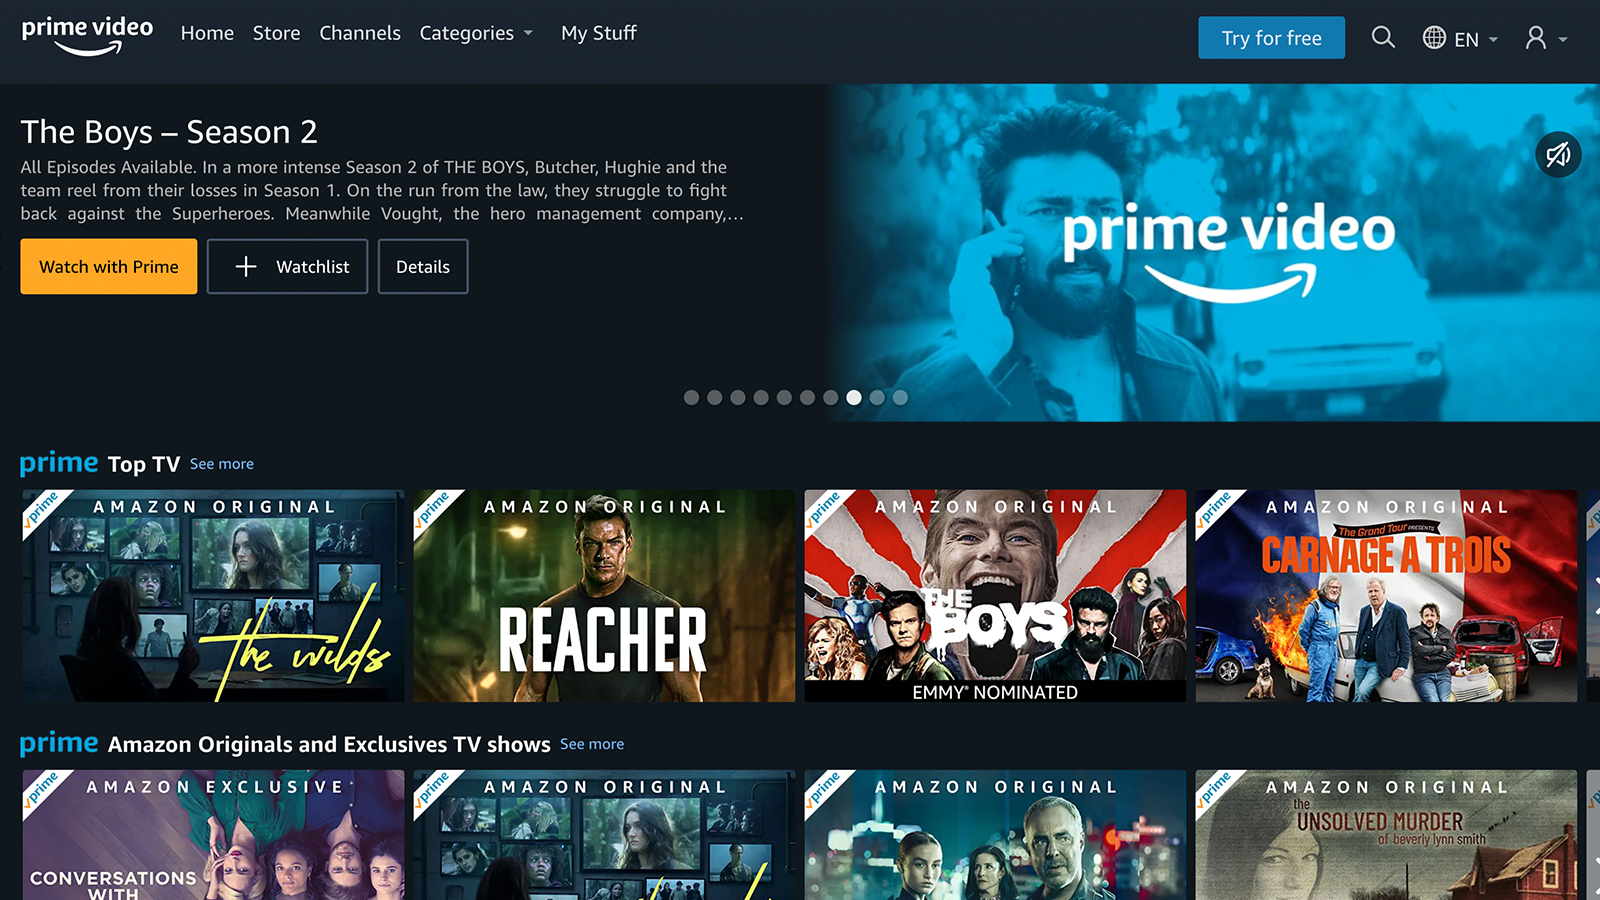 prime video
Home Store Channels Categories My Stuff
Try for free
EN
The Boys – Season 2
All Episodes Available. In a more intense Season 2 of THE BOYS, Butcher, Hughie and the
team reel from their losses in Season 1. On the run from the law, they struggle to fight
back against the Superheroes. Meanwhile Vought, the hero management company,...
Watch with Prime
Watchlist
Details
prime video
prime Top TV See more
prime
AMAZON ORIGINAL
the wilds
prime
AMAZON ORIGINAL
REACHER
prime
AMAZON ORIGINAL
THE
BOYS
EMMY® NOMINATED
prime
AMAZON ORIGINAL
The Grand Tour PRESENTS
CARNAGE A TROIS
prime Amazon Originals and Exclusives TV shows See more
prime
AMAZON EXCLUSIVE
CONVERSATIONS
WITH
prime
AMAZON ORIGINAL
prime
AMAZON ORIGINAL
prime
AMAZON ORIGINAL
the
UNSOLVED MURDER
of beverly lynn smith